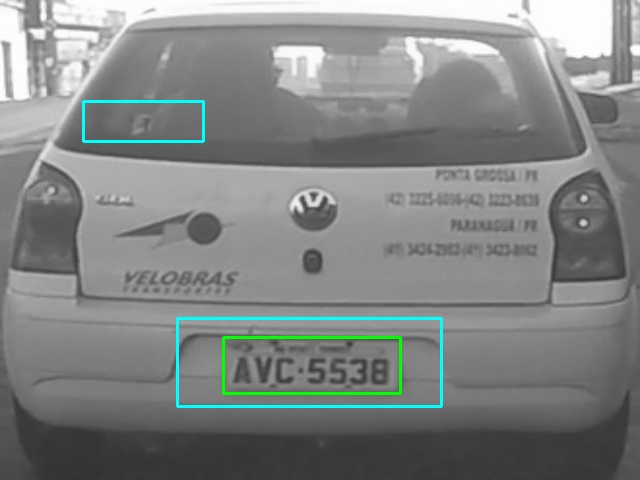 PONTA GROSSA / PR
(42) 3225-6096-(42) 3223-8639
PARANAGUÁ / PR
(41) 3424-2982-(41) 3423-8062
VELOBRAS
TRANSPORTES
AVC·5538